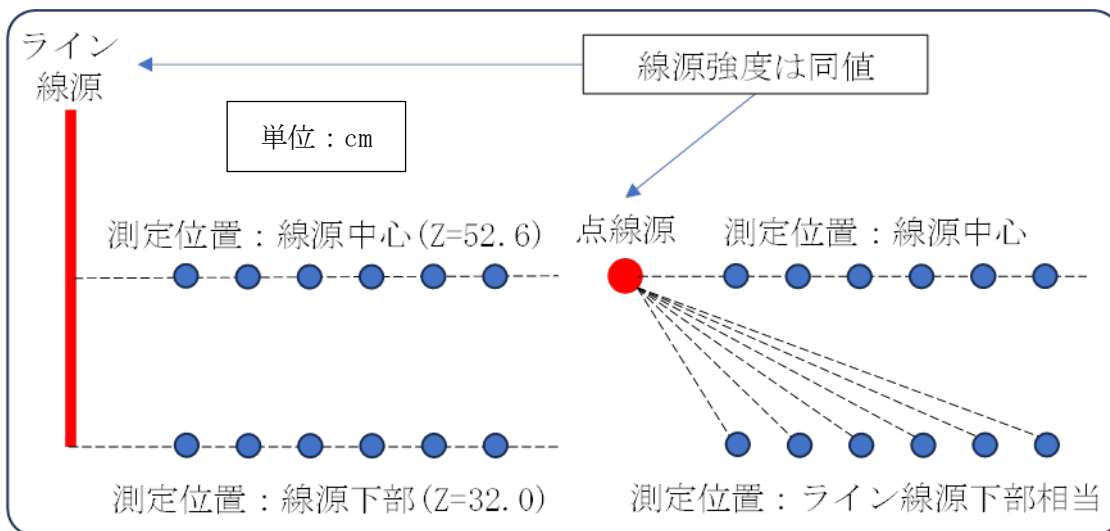 ライン
線源
線源強度は同値
単位：cm
測定位置：線源中心(Z=52.6)
点線源
測定位置：線源中心
測定位置：線源下部(Z=32.0)
測定位置：ライン線源下部相当